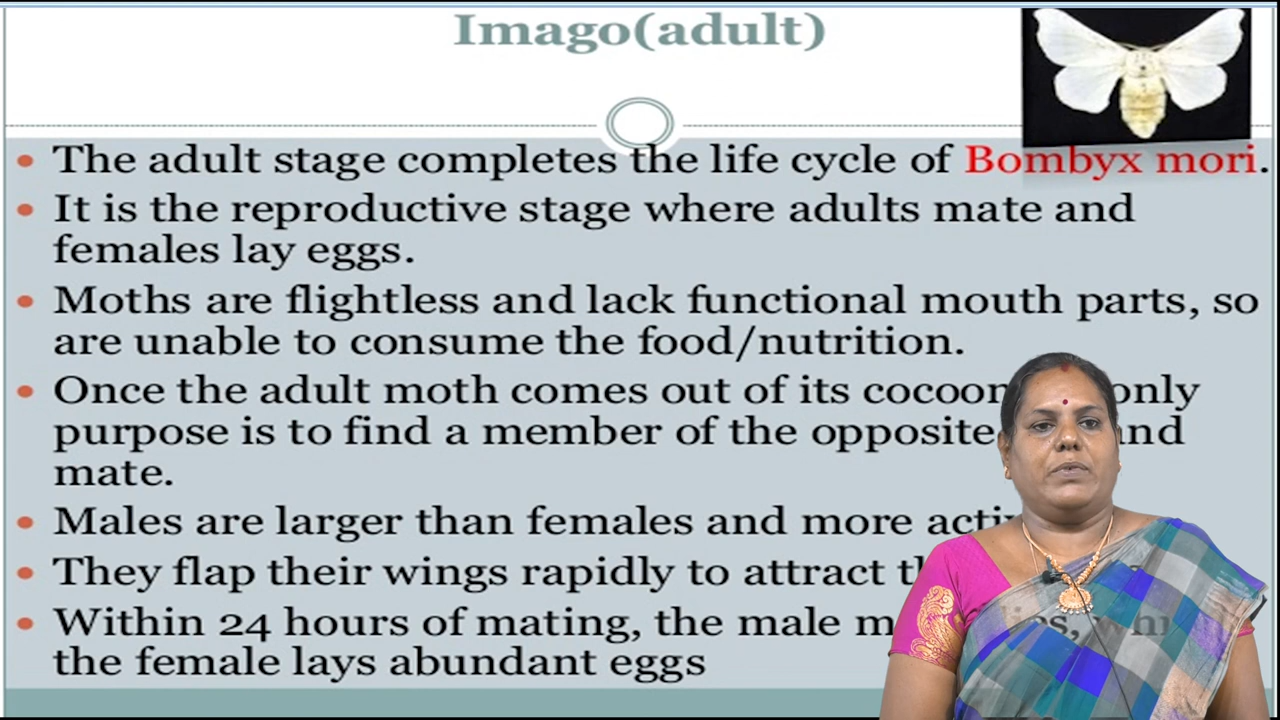 Imago(adult)
• The adult stage completes the life cycle of Bombyx mori.
• It is the reproductive stage where adults mate and
females lay eggs.
• Moths are flightless and lack functional mouth parts, so
are unable to consume the food/nutrition.
• Once the adult moth comes out of its cocoon only
purpose is to find a member of the opposite and
mate.
• Males are larger than females and more
• They flap their wings rapidly to attract
• Within 24 hours of mating, the male
the female lays abundant eggs